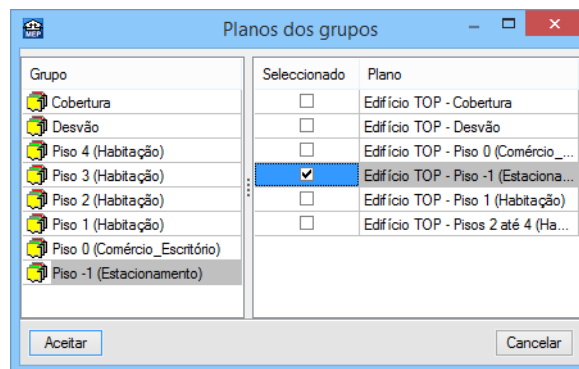 MEP Planos dos grupos
Grupo
Cobertura
Desvão
Piso 4 (Habitação)
Piso 3 (Habitação)
Piso 2 (Habitação)
Piso 1 (Habitação)
Piso 0 (Comércio_Escritório)
Piso -1 (Estacionamento)
Seleccionado Plano
Edifício TOP - Cobertura
Edifício TOP - Desvão
Edifício TOP - Piso 0 (Comércio_...
Edifício TOP - Piso -1 (Estaciona...
Edifício TOP - Piso 1 (Habitação)
Edifício TOP - Pisos 2 até 4 (Ha...
Aceitar Cancelar